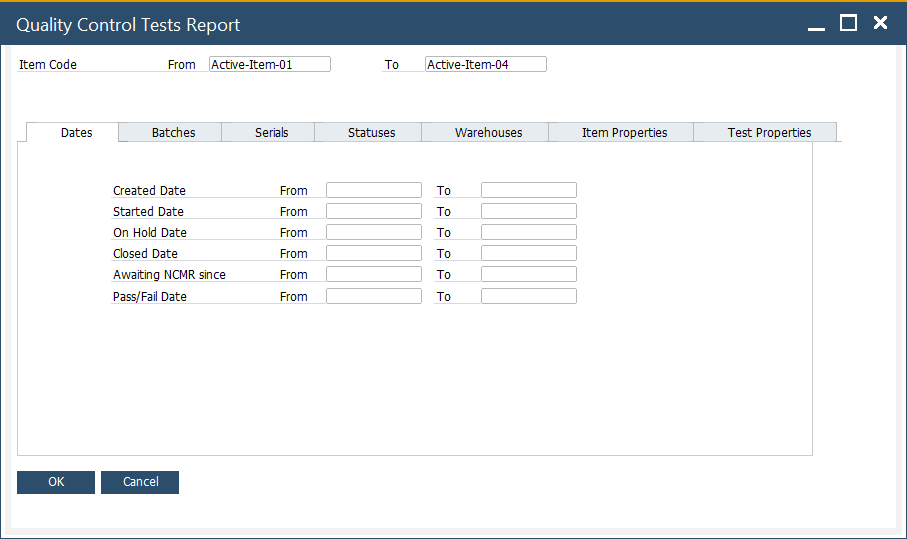 Quality Control Tests Report
Item Code From Active-Item-01 To Active-Item-04
Dates Batches Serials Statuses Warehouses Item Properties Test Properties
Created Date From To
Started Date From To
On Hold Date From To
Closed Date From To
Awaiting NCMR since From To
Pass/Fail Date From To
OK Cancel